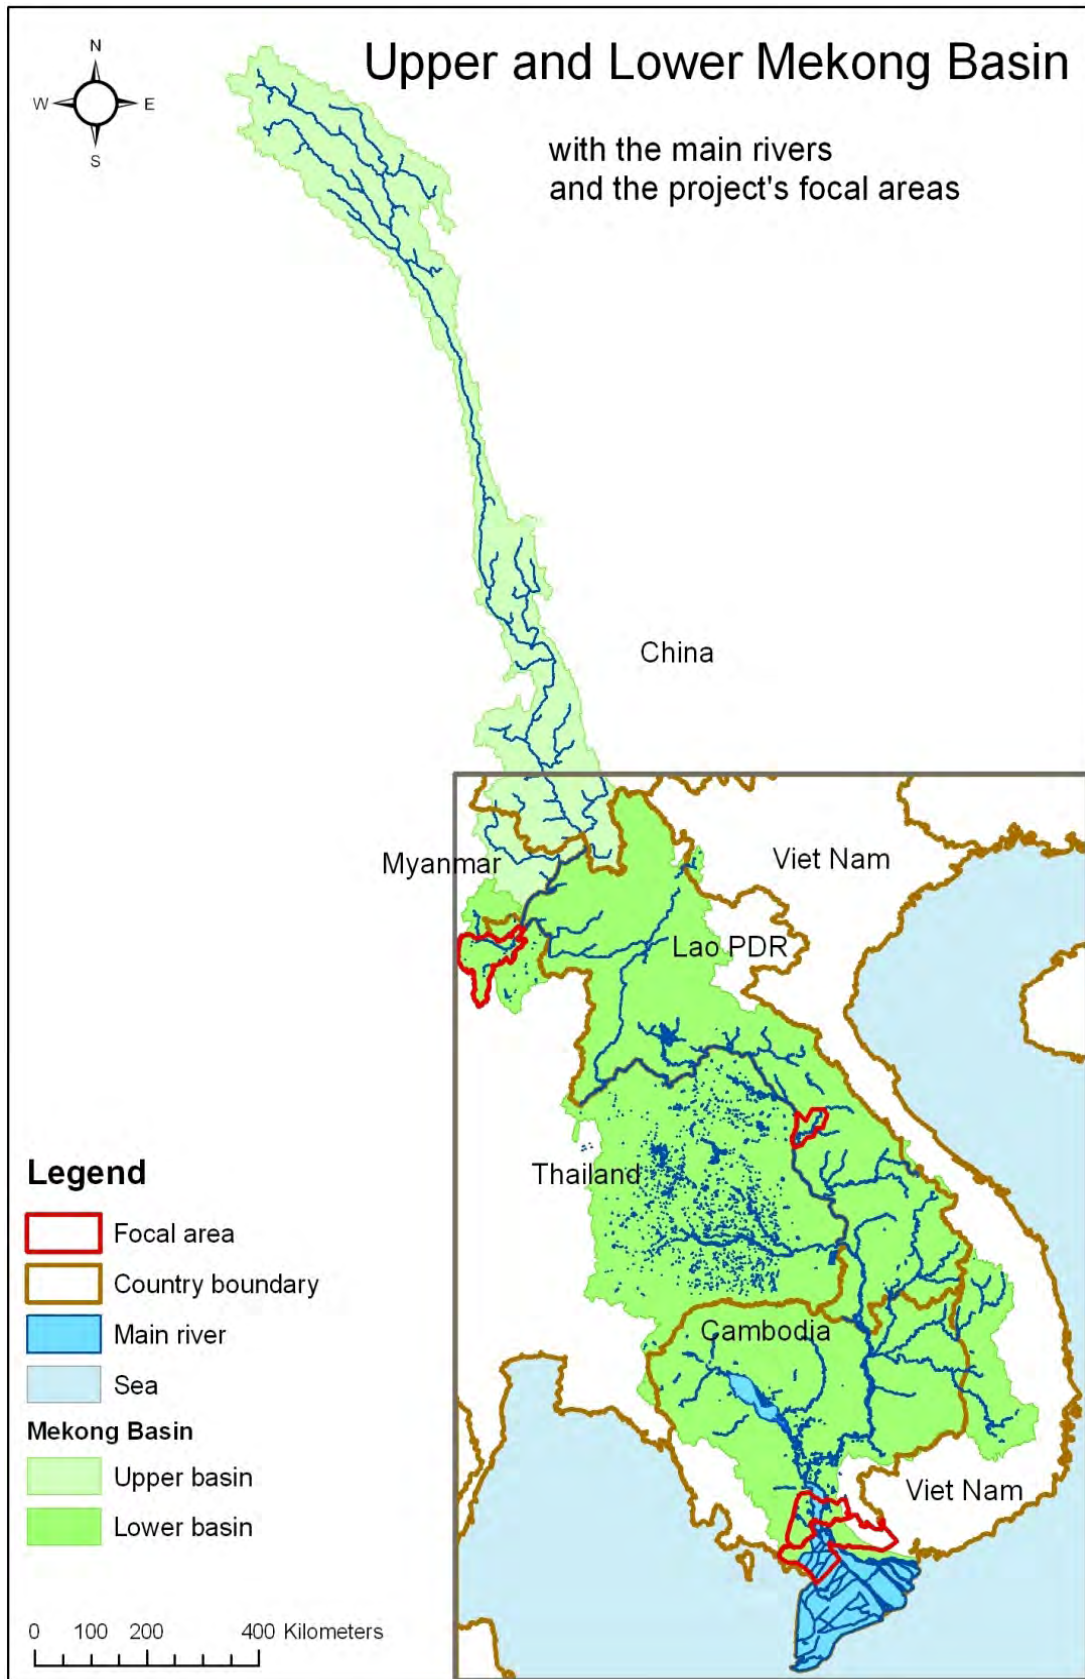 Upper and Lower Mekong Basin
with the main rivers
and the project's focal areas
N
W
E
S
China
Myanmar
Viet Nam
Lao PDR
Thailand
Cambodia
Viet Nam
Legend
Focal area
Country boundary
Main river
Sea
Mekong Basin
Upper basin
Lower basin
0 100 200 400 Kilometers